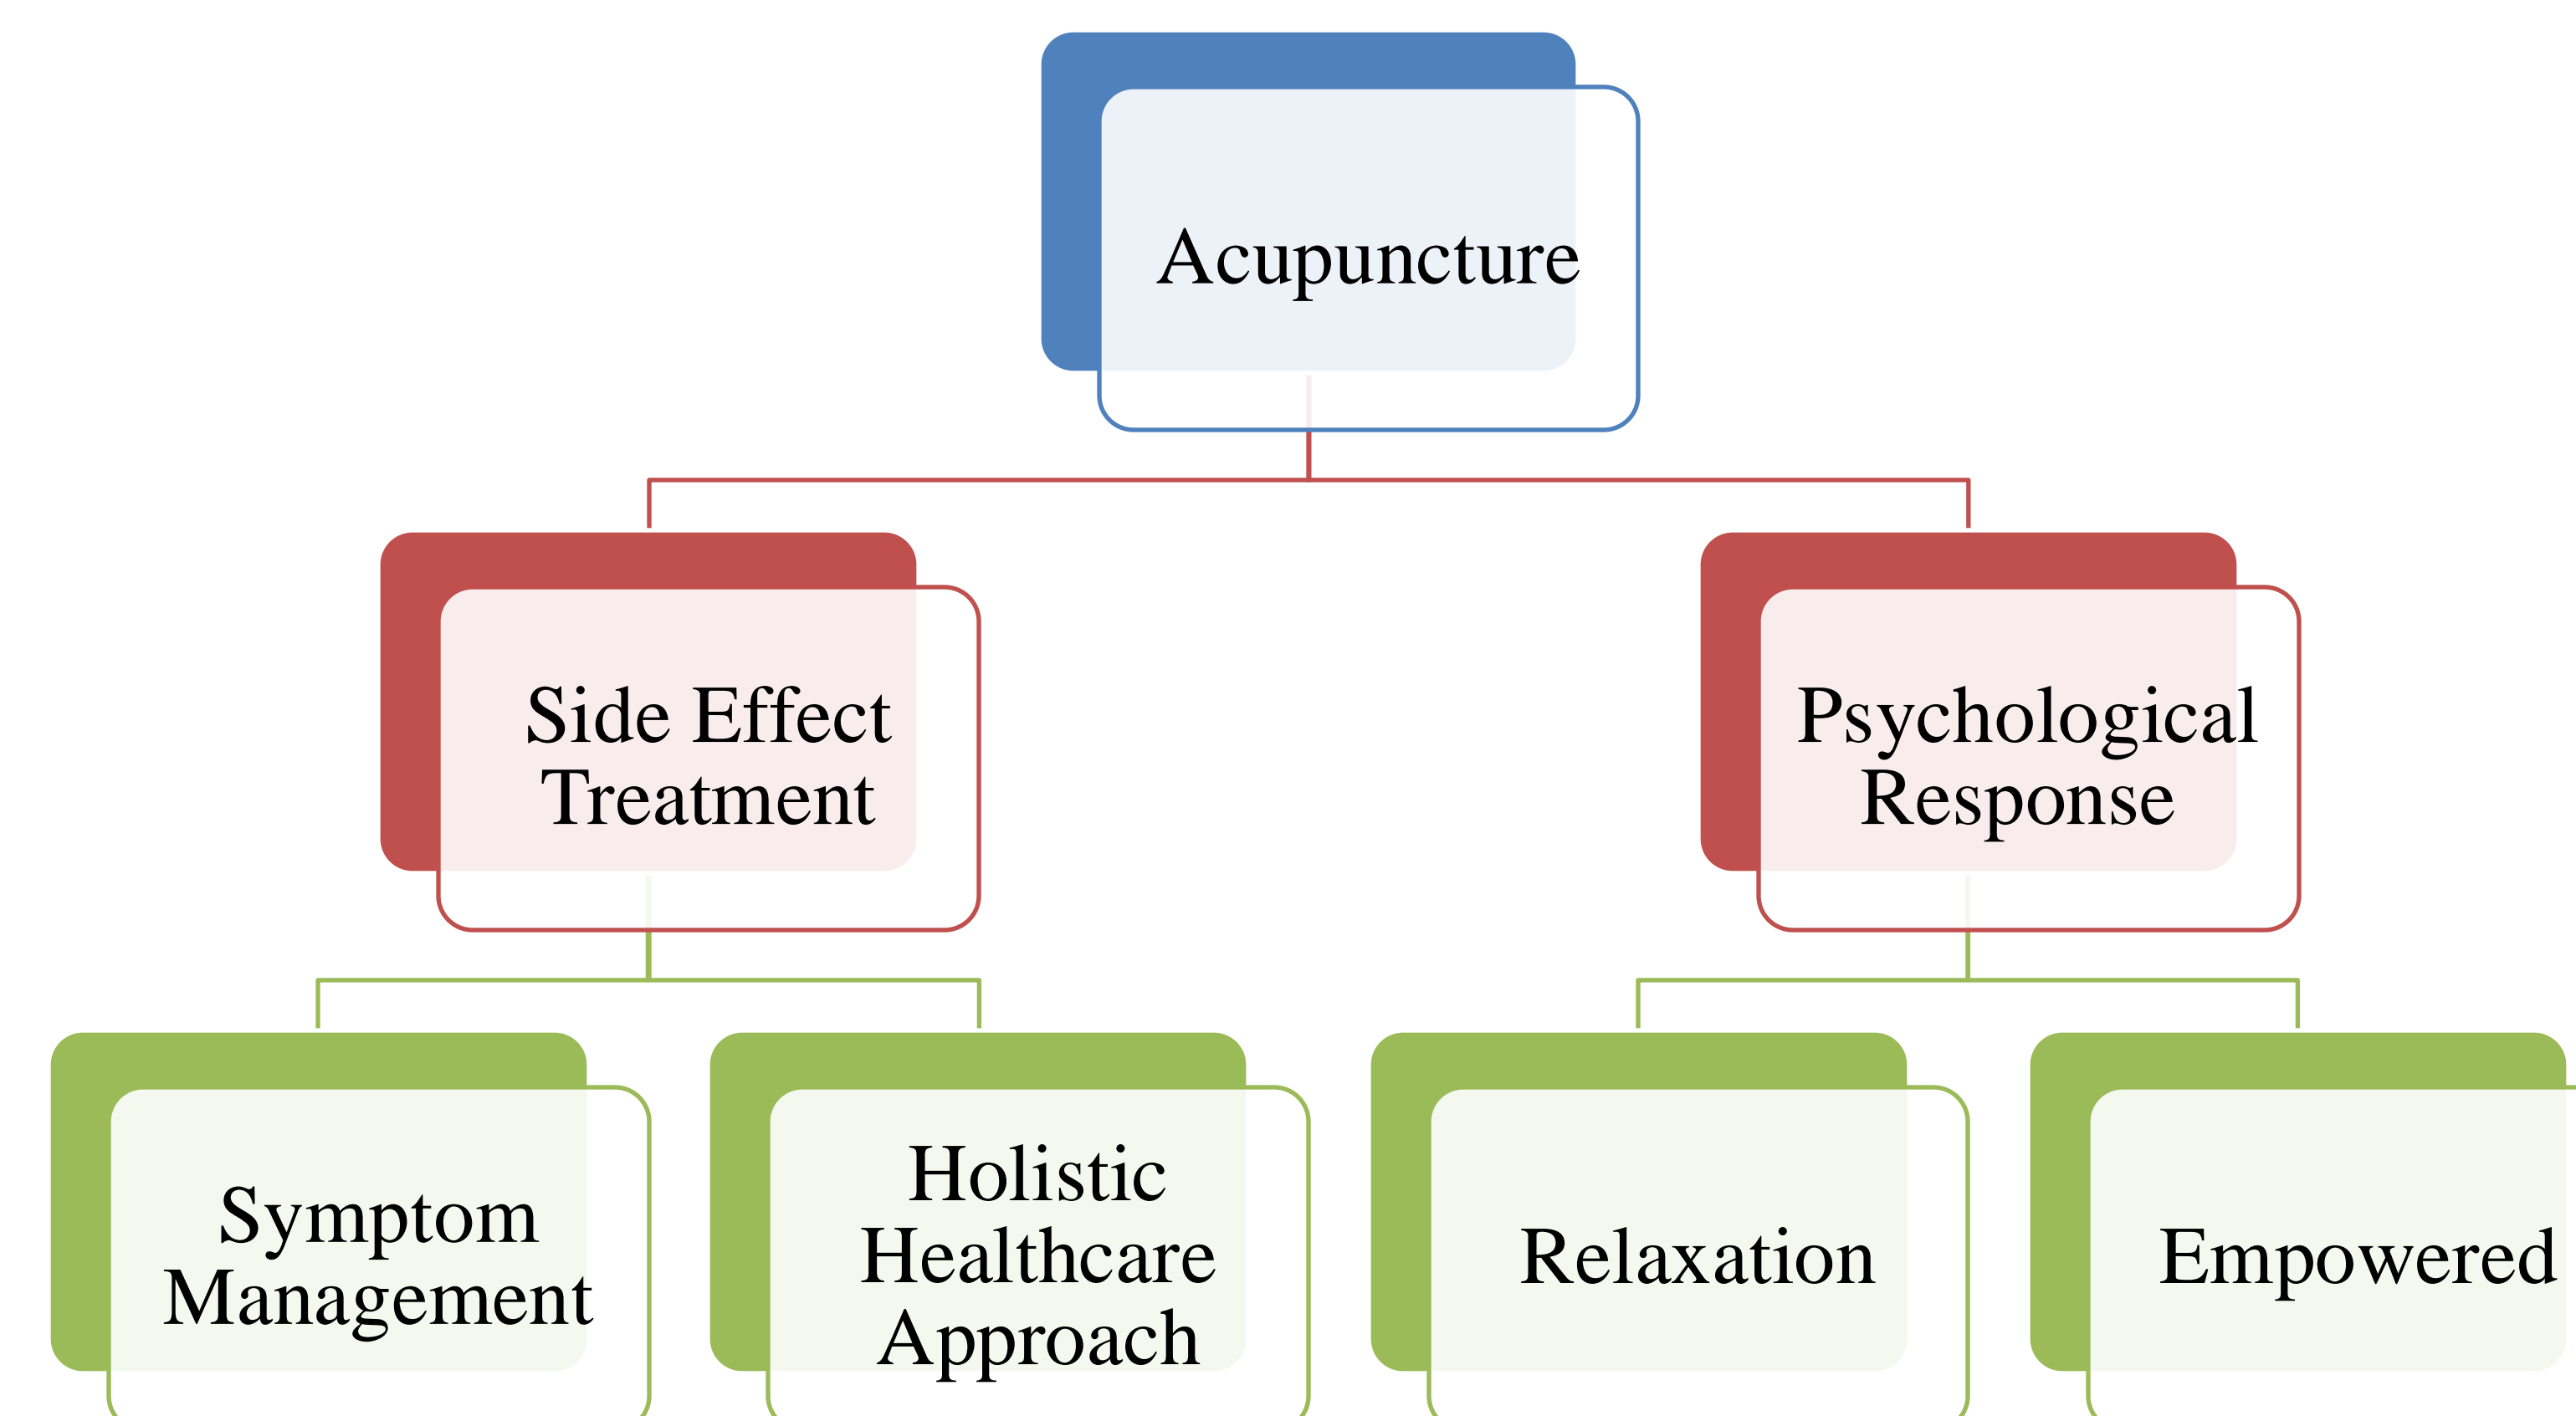 Acupuncture
Side Effect
Treatment
Psychological
Response
Symptom
Management
Holistic
Healthcare
Approach
Relaxation
Empowered